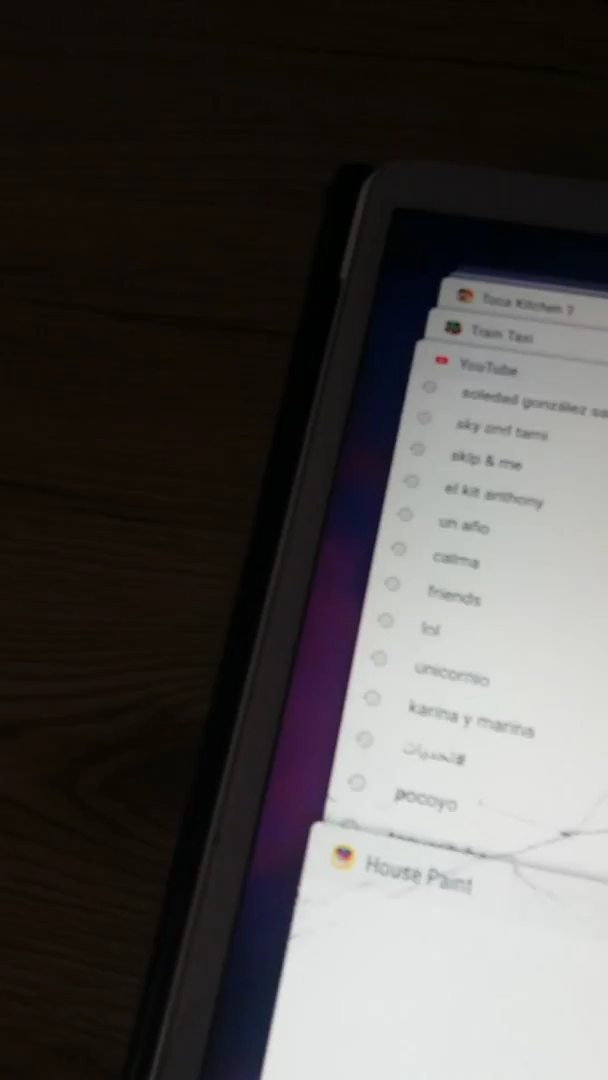 Toca Kitchen 2
Train Taxi
YouTube
soledad gonzález
sky and tami
skip & me
el kit anthony
un año
calma
friends
lol
unicornio
karina y marina
#تحديات
pocoyo
House Paint